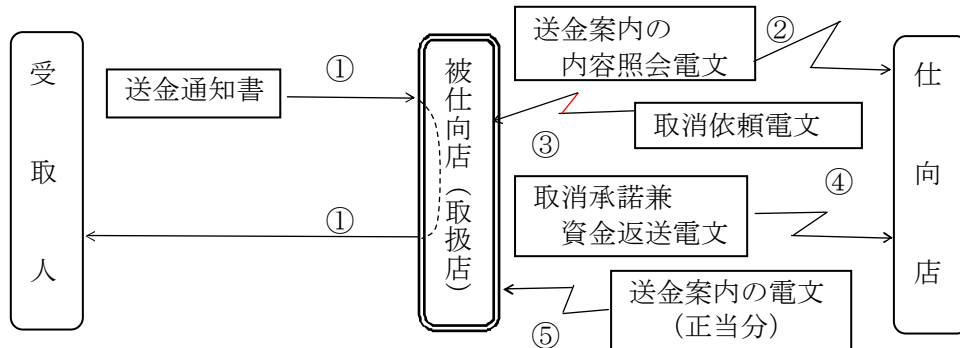 受取人
送金通知書
①
①
被仕向店（取扱店）
送金案内の
内容照会電文
②
取消依頼電文
③
取消承諾兼
資金返送電文
④
送金案内の電文
（正当分）
⑤
仕向店